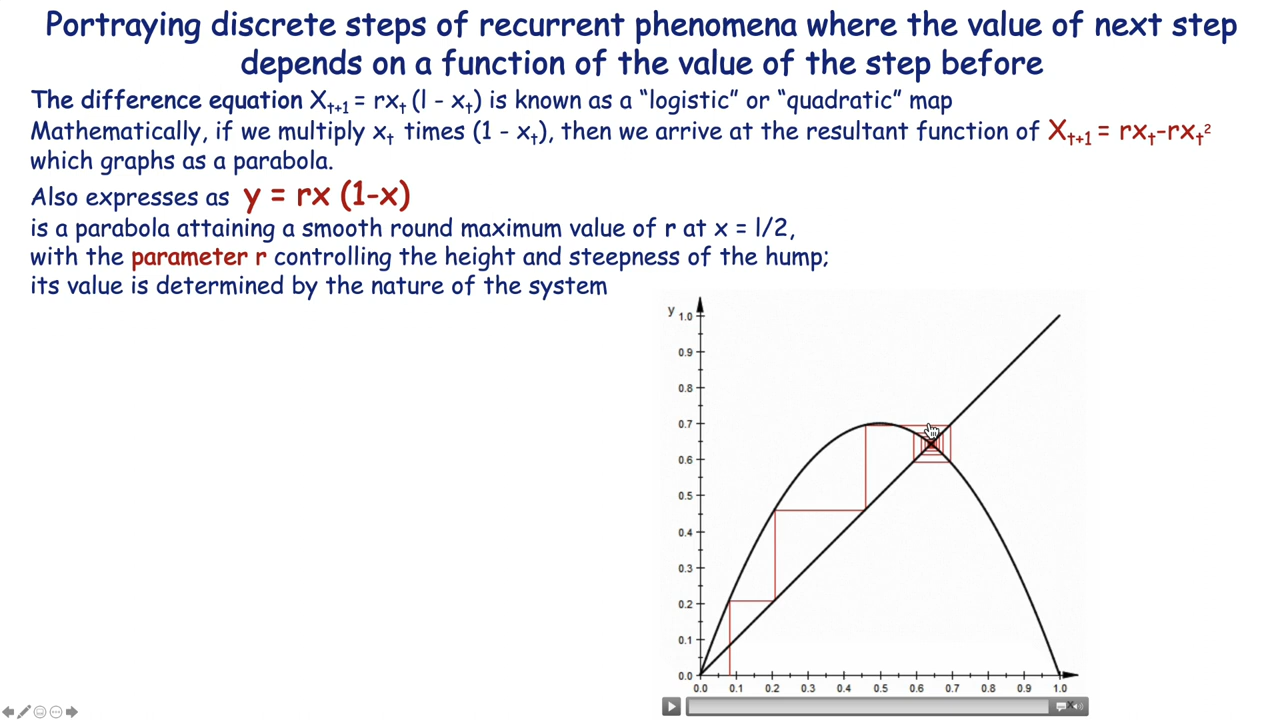 Portraying discrete steps of recurrent phenomena where the value of next step
depends on a function of the value of the step before
The difference equation Xₜ₊₁ = rxₜ (l - xₜ) is known as a “logistic” or “quadratic” map
Mathematically, if we multiply xₜ times (1 - xₜ), then we arrive at the resultant function of Xₜ₊₁ = rxₜ-rxₜ²
which graphs as a parabola.
Also expresses as y = rx (1-x)
is a parabola attaining a smooth round maximum value of r at x = l/2,
with the parameter r controlling the height and steepness of the hump;
its value is determined by the nature of the system
y
1.0
0.9
0.8
0.7
0.6
0.5
0.4
0.3
0.2
0.1
0.0
0.0 0.1 0.2 0.3 0.4 0.5 0.6 0.7 0.8 0.9 1.0